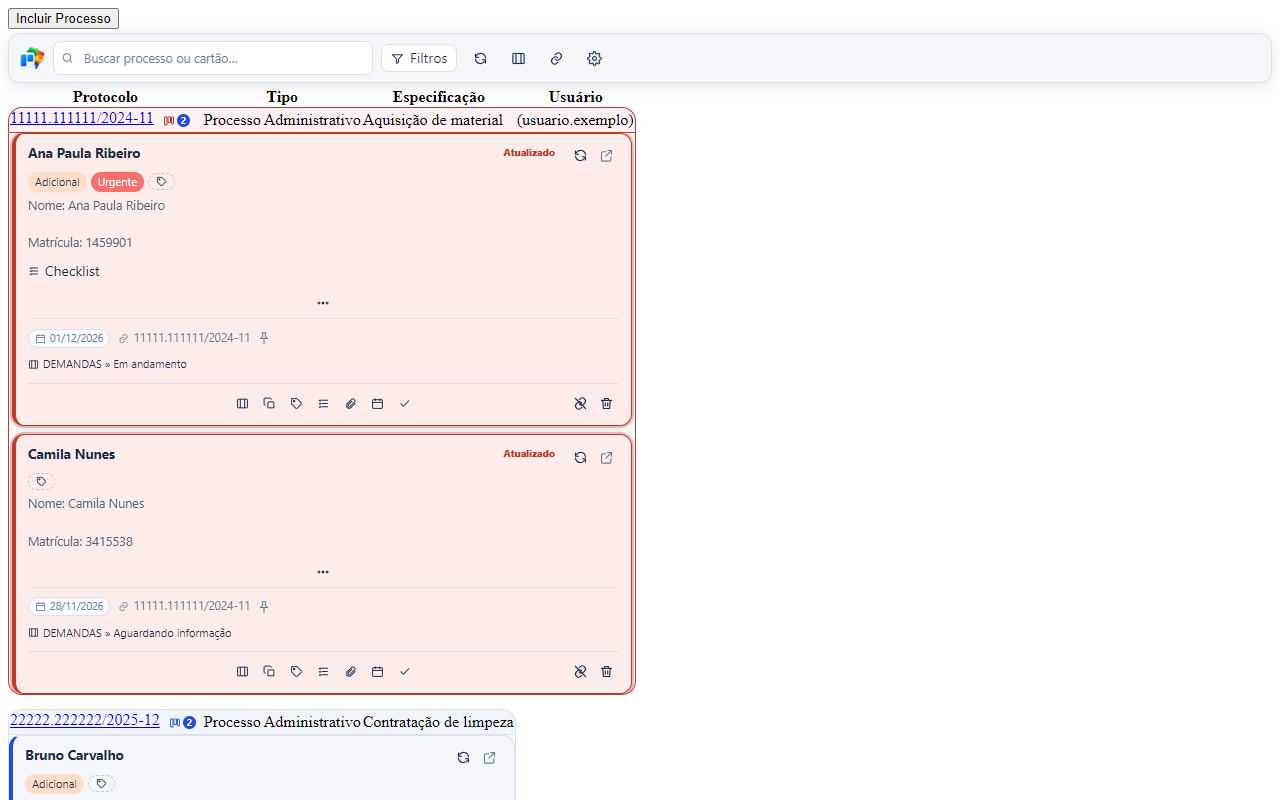 Incluir Processo
Buscar processo ou cartão...
Filtros
Protocolo Tipo Especificação Usuário
11111.111111/2024-11 2 Processo Administrativo Aquisição de material (usuario.exemplo)
Ana Paula Ribeiro Atualizado
Adicional Urgente
Nome: Ana Paula Ribeiro
Matrícula: 1459901
Checklist
01/12/2026 11111.111111/2024-11
DEMANDAS » Em andamento
Camila Nunes Atualizado
Nome: Camila Nunes
Matrícula: 3415538
28/11/2026 11111.111111/2024-11
DEMANDAS » Aguardando informação
22222.222222/2025-12 2 Processo Administrativo Contratação de limpeza
Bruno Carvalho
Adicional